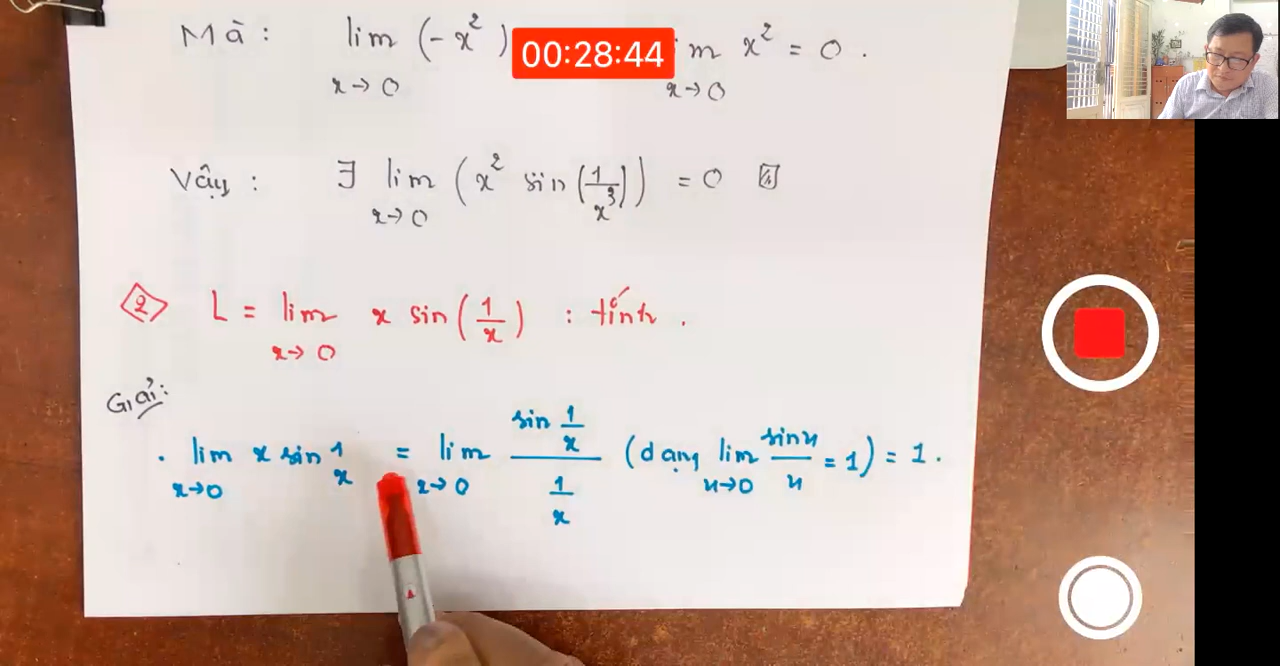 Mà: lim (-x²) 00:28:44 im x² = 0.
x→0 x→0
Vậy: ∃ lim (x² sin(1/x³)) = 0
x→0
2 L = lim x sin(1/x) : tính.
x→0
Giải:
. lim x sin 1/x = lim (sin 1/x)/(1/x) (dạng lim sin u/u = 1) = 1.
x→0 x→0 u→0